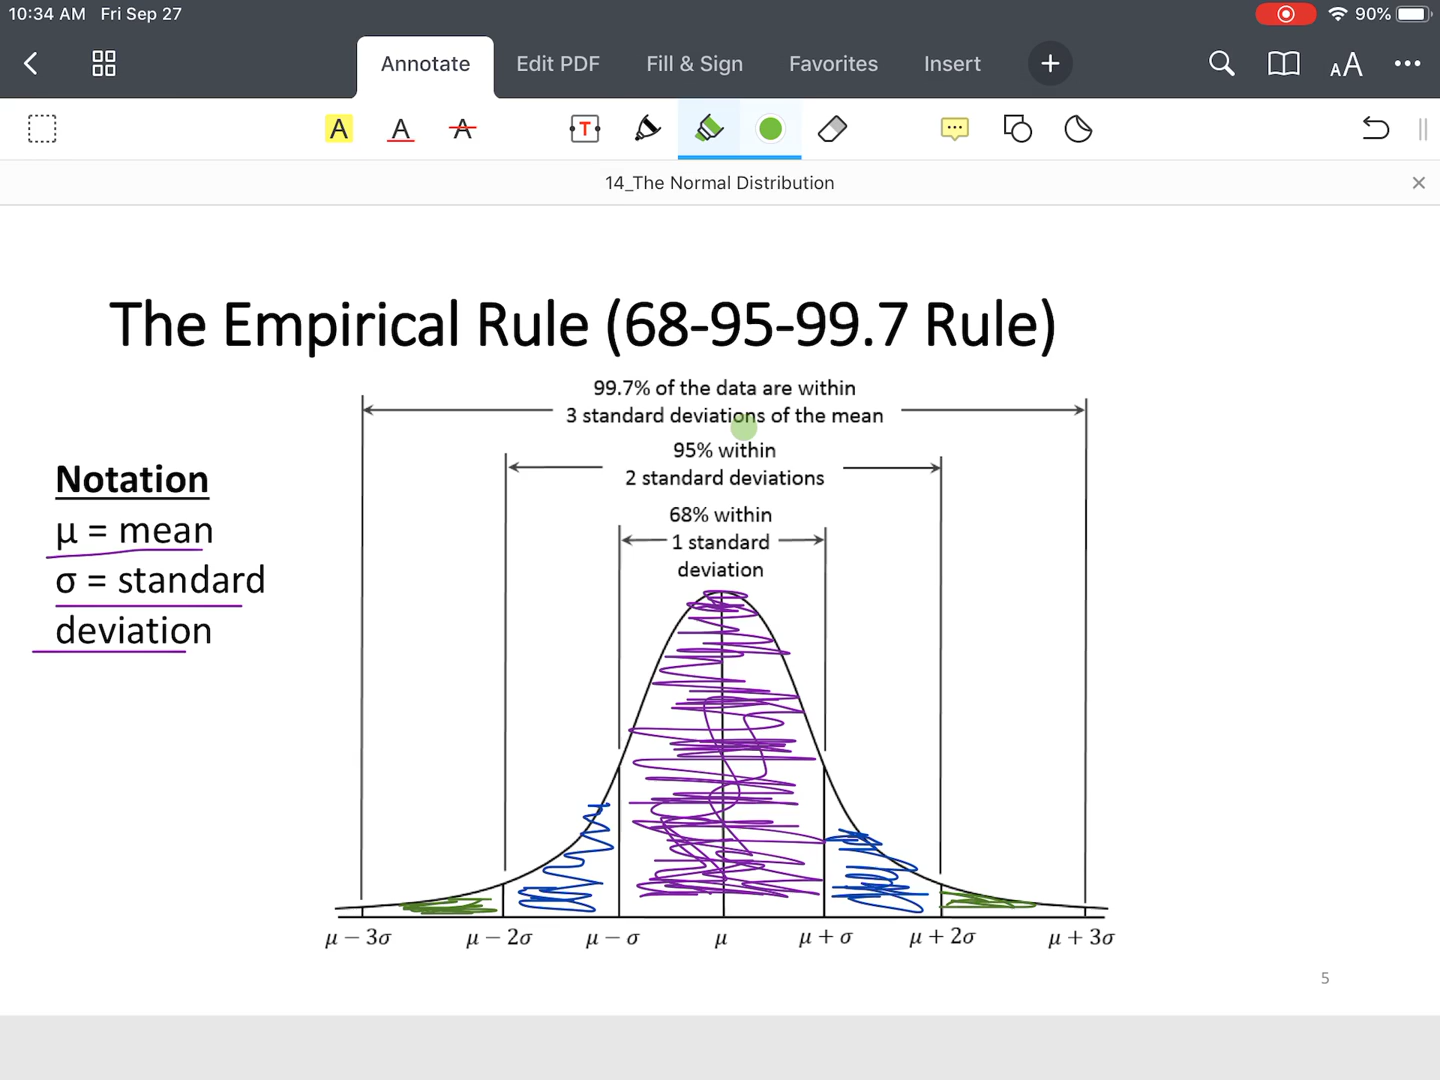 10:34 AM Fri Sep 27 90%
Annotate Edit PDF Fill & Sign Favorites Insert AA
A A A T
14_The Normal Distribution
The Empirical Rule (68-95-99.7 Rule)
99.7% of the data are within
3 standard deviations of the mean
95% within
2 standard deviations
68% within
1 standard
deviation
Notation
μ = mean
σ = standard
deviation
μ − 3σ μ − 2σ μ − σ μ μ + σ μ + 2σ μ + 3σ
5